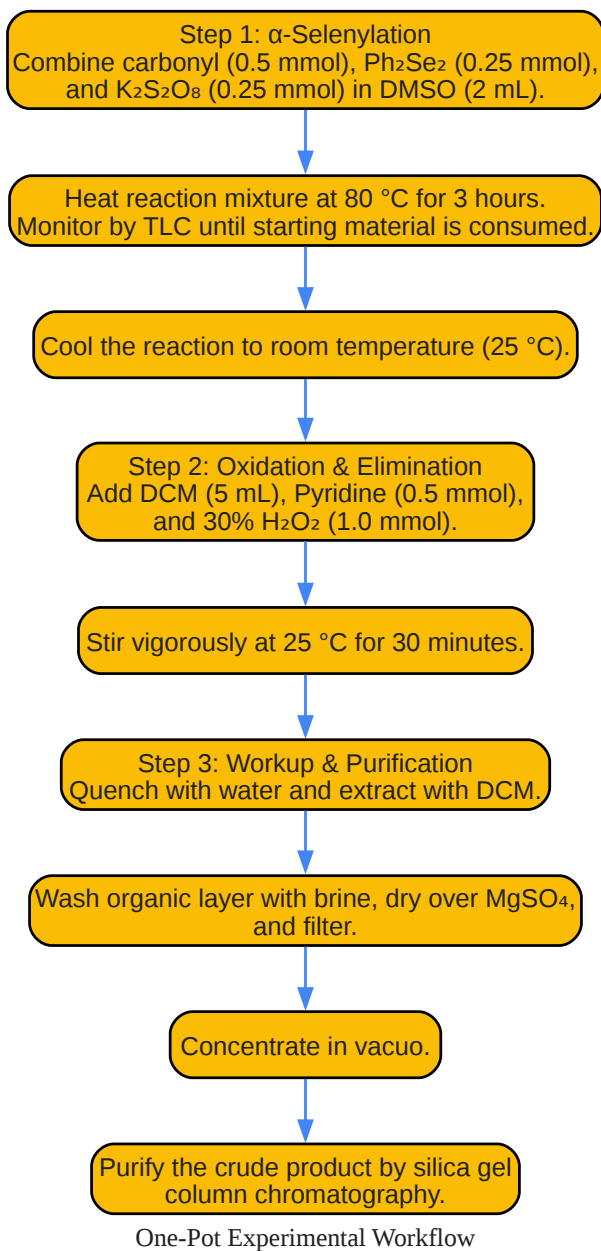 Step 1: α-Selenylation
Combine carbonyl (0.5 mmol), Ph₂Se₂ (0.25 mmol),
and K₂S₂O₈ (0.25 mmol) in DMSO (2 mL).
Heat reaction mixture at 80 °C for 3 hours.
Monitor by TLC until starting material is consumed.
Cool the reaction to room temperature (25 °C).
Step 2: Oxidation & Elimination
Add DCM (5 mL), Pyridine (0.5 mmol),
and 30% H₂O₂ (1.0 mmol).
Stir vigorously at 25 °C for 30 minutes.
Step 3: Workup & Purification
Quench with water and extract with DCM.
Wash organic layer with brine, dry over MgSO₄,
and filter.
Concentrate in vacuo.
Purify the crude product by silica gel
column chromatography.
One-Pot Experimental Workflow